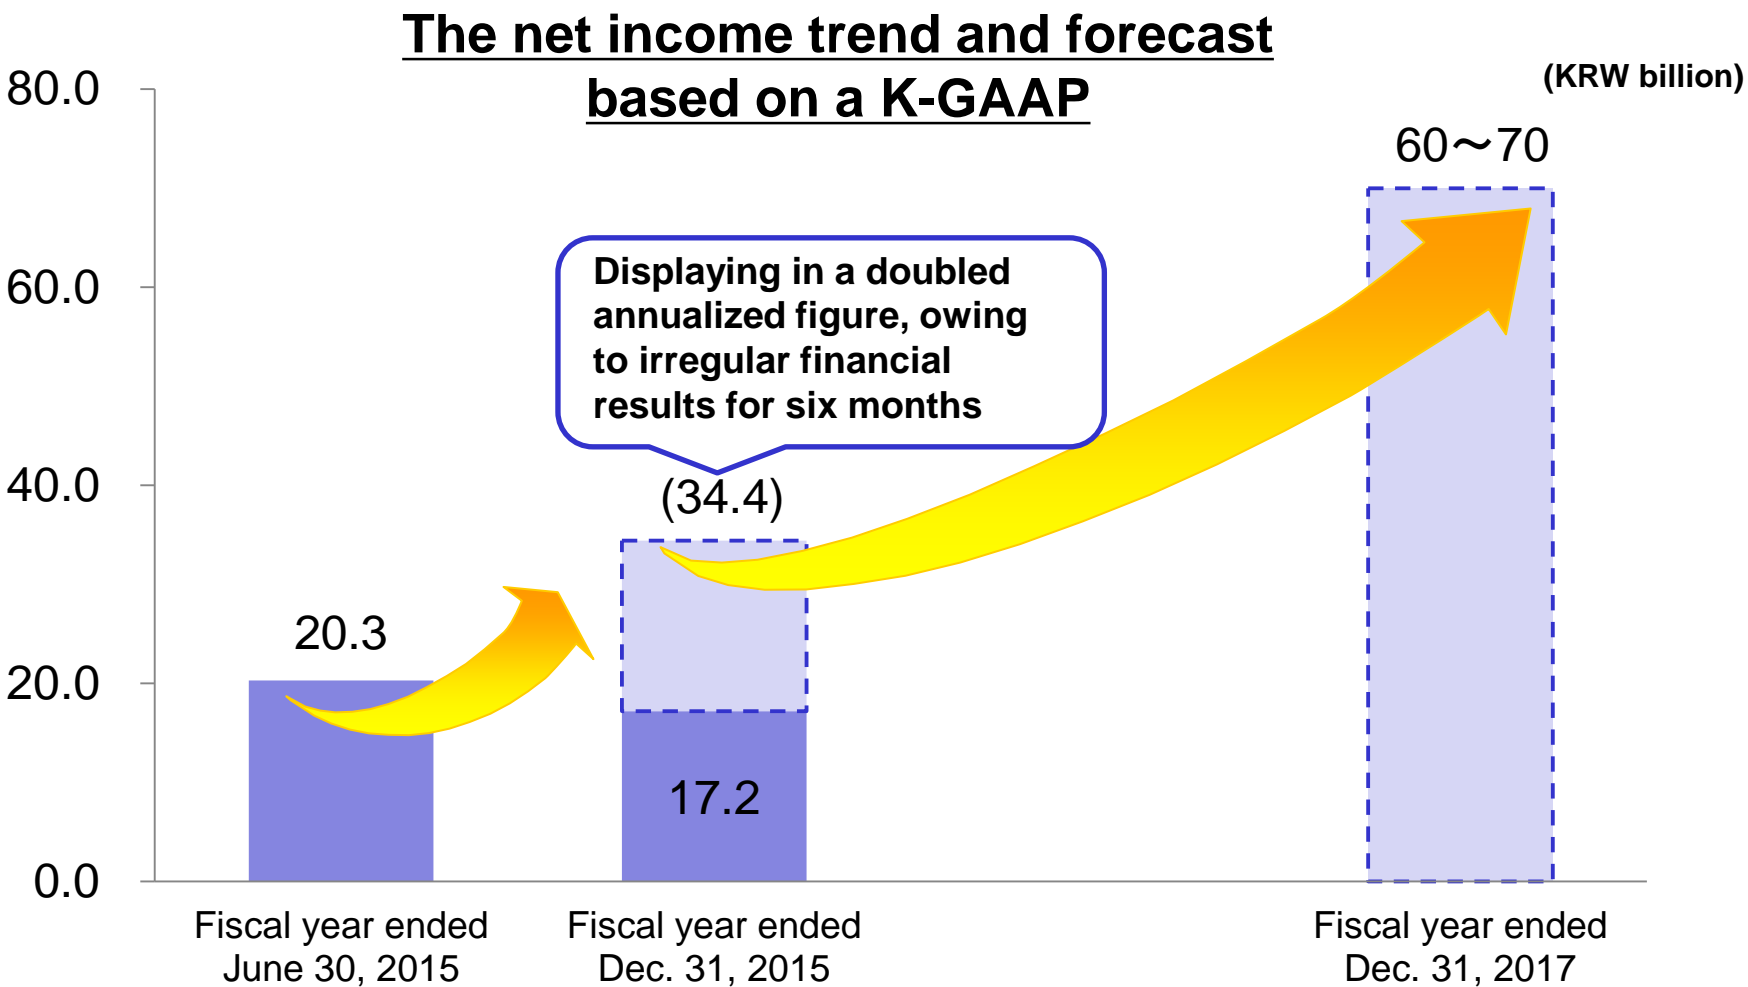 The net income trend and forecast
based on a K-GAAP
(KRW billion)
80.0
60.0
40.0
20.0
0.0
60～70
Displaying in a doubled
annualized figure, owing
to irregular financial
results for six months
(34.4)
20.3
17.2
Fiscal year ended
June 30, 2015
Fiscal year ended
Dec. 31, 2015
Fiscal year ended
Dec. 31, 2017